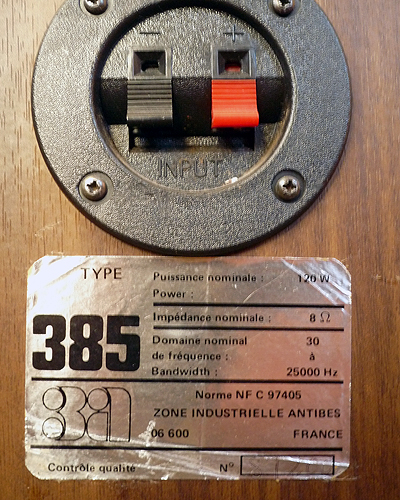 - +
INPUT
TYPE
385
Puissance nominale : 120 W
Power :
Impédance nominale : 8 Ω
Domaine nominal 30
de fréquence : à
Bandwidth : 25000 Hz
3A
Norme NF C 97405
ZONE INDUSTRIELLE ANTIBES
06 600 FRANCE
Contrôle qualité N°